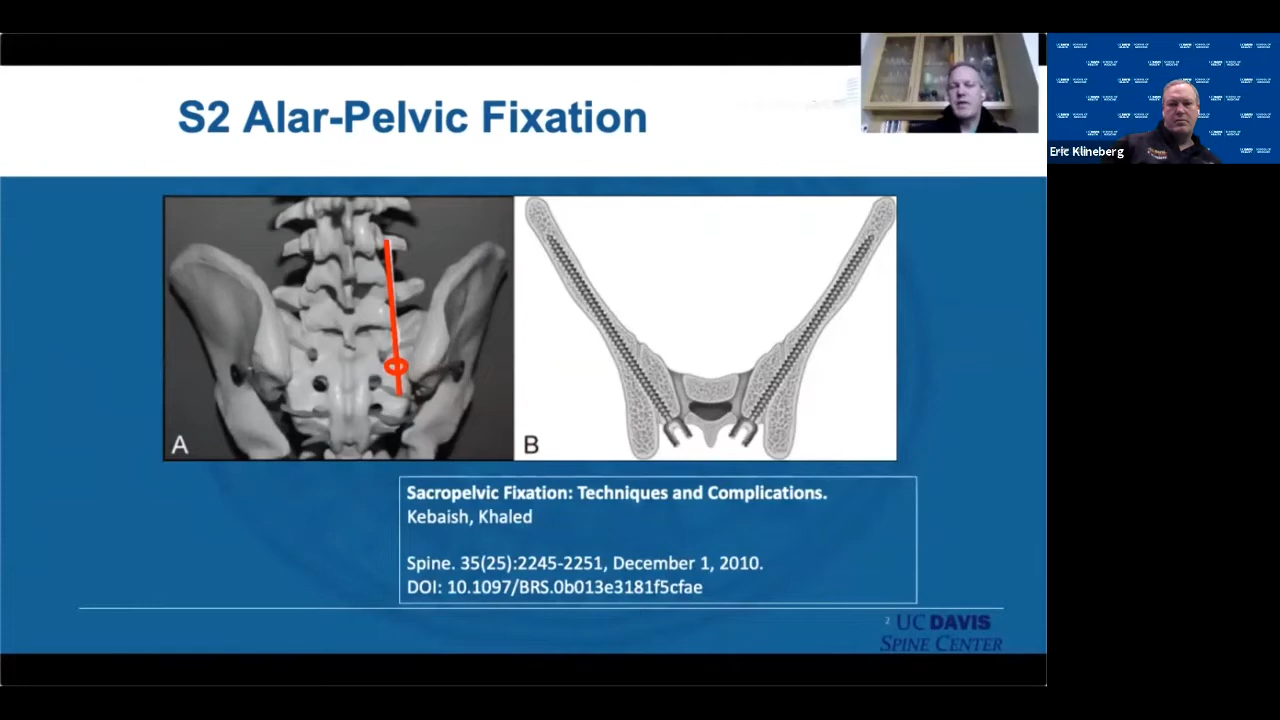 S2 Alar-Pelvic Fixation
Eric Klineberg
A
B
Sacropelvic Fixation: Techniques and Complications.
Kebaish, Khaled
Spine. 35(25):2245-2251, December 1, 2010.
DOI: 10.1097/BRS.0b013e3181f5cfae
2
UC DAVIS
SPINE CENTER